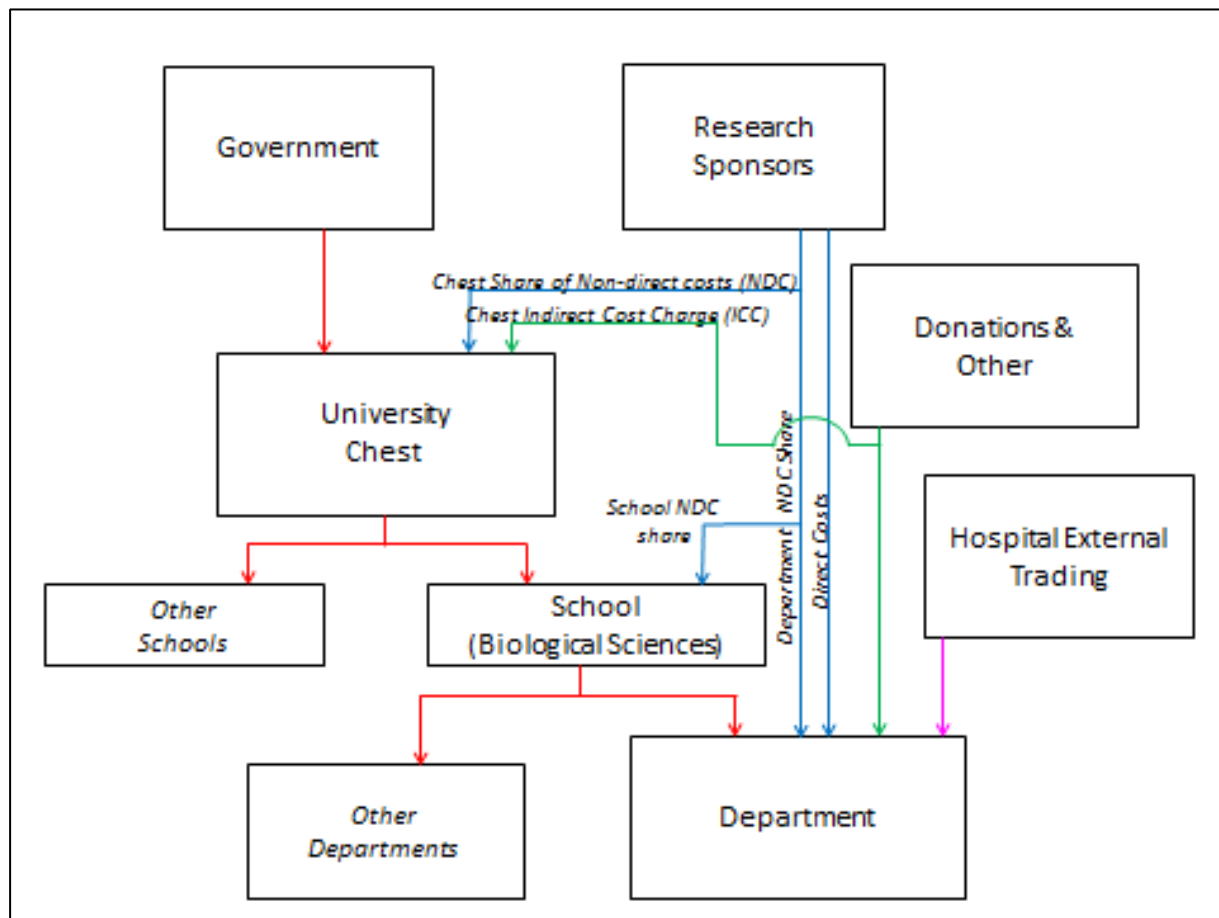 Government
Research
Sponsors
Chest Share of Non-direct costs (NDC)
Chest Indirect Cost Charge (ICC)
Donations &
Other
University
Chest
Department NDC Share
Direct Costs
School NDC
share
Hospital External
Trading
Other
Schools
School
(Biological Sciences)
Other
Departments
Department